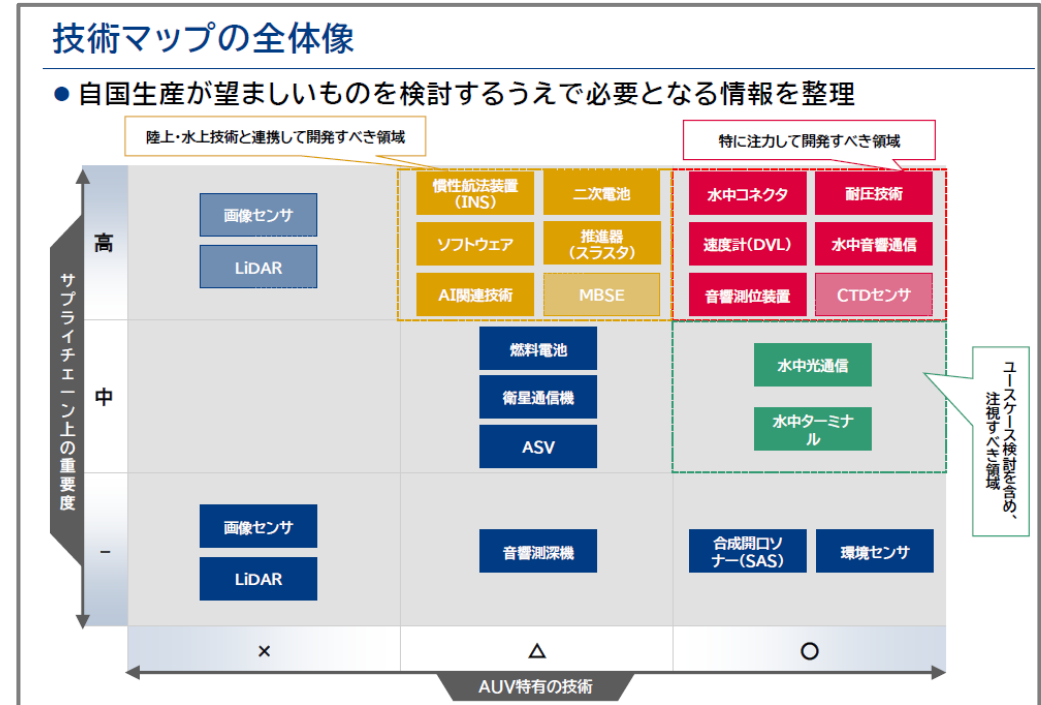 技術マップの全体像
●自国生産が望ましいものを検討するうえで必要となる情報を整理
陸上・水上技術と連携して開発すべき領域
特に注力して開発すべき領域
サプライチェーン上の重要度
高
画像センサ
LiDAR
慣性航法装置
(INS)
二次電池
ソフトウェア
推進器
(スラスタ)
AI関連技術
MBSE
水中コネクタ
耐圧技術
速度計(DVL)
水中音響通信
音響測位装置
CTDセンサ
中
燃料電池
衛星通信機
ASV
水中光通信
水中ターミナ
ル
ユースケース検討を含め、
注視すべき領域
–
画像センサ
LiDAR
音響測深機
合成開口ソ
ナー(SAS)
環境センサ
× △ ○
AUV特有の技術